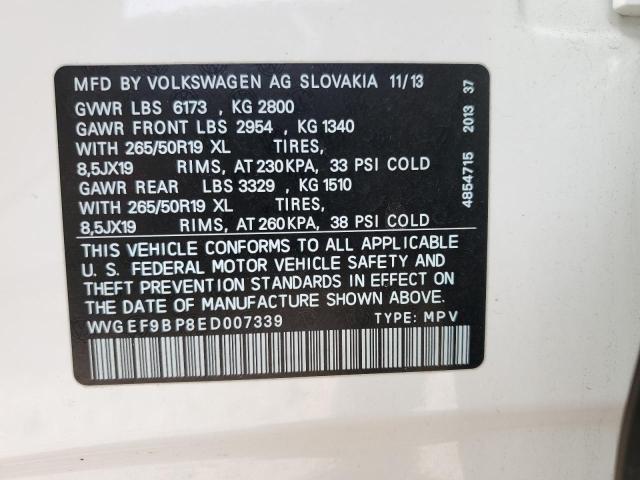 MFD BY VOLKSWAGEN AG SLOVAKIA 11/13
GVWR LBS 6173 , KG 2800
GAWR FRONT LBS 2954 , KG 1340
WITH 265/50R19 XL TIRES,
8,5JX19 RIMS, AT 230KPA, 33 PSI COLD
GAWR REAR LBS 3329 , KG 1510
WITH 265/50R19 XL TIRES,
8,5JX19 RIMS, AT 260KPA, 38 PSI COLD
THIS VEHICLE CONFORMS TO ALL APPLICABLE
U. S. FEDERAL MOTOR VEHICLE SAFETY AND
THEFT PREVENTION STANDARDS IN EFFECT ON
THE DATE OF MANUFACTURE SHOWN ABOVE.
WVGEF9BP8ED007339 TYPE: MPV
4854715 2013 37